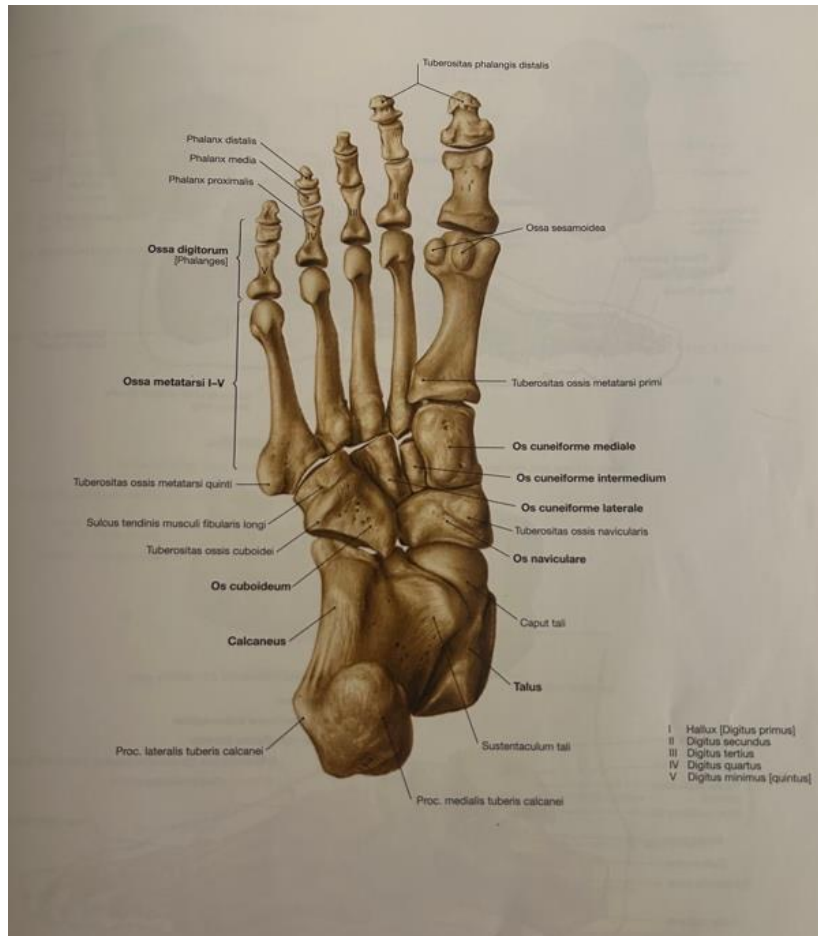 Tuberositas phalangis distalis
Phalanx distalis
Phalanx media
Phalanx proximalis
Ossa digitorum
[Phalanges]
Ossa sesamoidea
Ossa metatarsi I–V
Tuberositas ossis metatarsi primi
Os cuneiforme mediale
Os cuneiforme intermedium
Tuberositas ossis metatarsi quinti
Os cuneiforme laterale
Sulcus tendinis musculi fibularis longi
Tuberositas ossis navicularis
Tuberositas ossis cuboidei
Os naviculare
Os cuboideum
Caput tali
Calcaneus
Talus
Proc. lateralis tuberis calcanei
Sustentaculum tali
Proc. medialis tuberis calcanei
I
II
III
IV
V
I Hallux [Digitus primus]
II Digitus secundus
III Digitus tertius
IV Digitus quartus
V Digitus minimus [quintus]